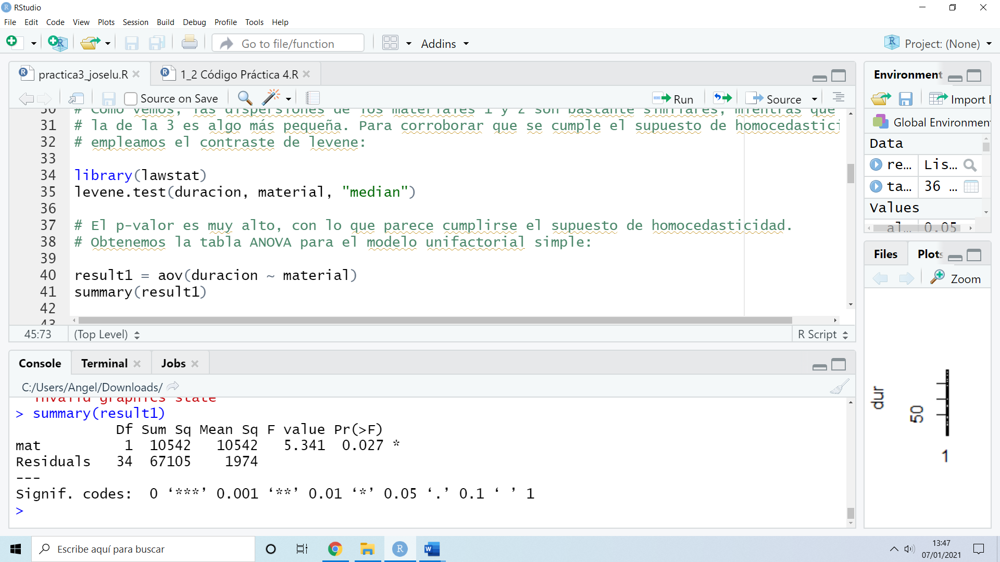 RStudio
File Edit Code View Plots Session Build Debug Profile Tools Help
Go to file/function Addins Project: (None)
practica3_joselu.R 1_2 Código Práctica 4.R
Source on Save Run Source
30 # Como vemos, las dispersiones de los materiales 1 y 2 son bastante similares, mientras que
31 # la de la 3 es algo más pequeña. Para corroborar que se cumple el supuesto de homocedastici
32 # empleamos el contraste de levene:
33
34 library(lawstat)
35 levene.test(duracion, material, "median")
36
37 # El p-valor es muy alto, con lo que parece cumplirse el supuesto de homocedasticidad.
38 # Obtenemos la tabla ANOVA para el modelo unifactorial simple:
39
40 result1 = aov(duracion ~ material)
41 summary(result1)
42
43
45:73 (Top Level) R Script
Console Terminal Jobs
C:/Users/Angel/Downloads/
invalid graphics state
> summary(result1)
Df Sum Sq Mean Sq F value Pr(>F)
mat 1 10542 10542 5.341 0.027 *
Residuals 34 67105 1974
---
Signif. codes: 0 ‘***’ 0.001 ‘**’ 0.01 ‘*’ 0.05 ‘.’ 0.1 ‘ ’ 1
>
Environment
Import D
Global Environmen
Data
re... Lis...
ta... 36 ...
Values
al... 0.05
Files Plots
Zoom
dur
50
1
Escribe aquí para buscar
13:47
07/01/2021